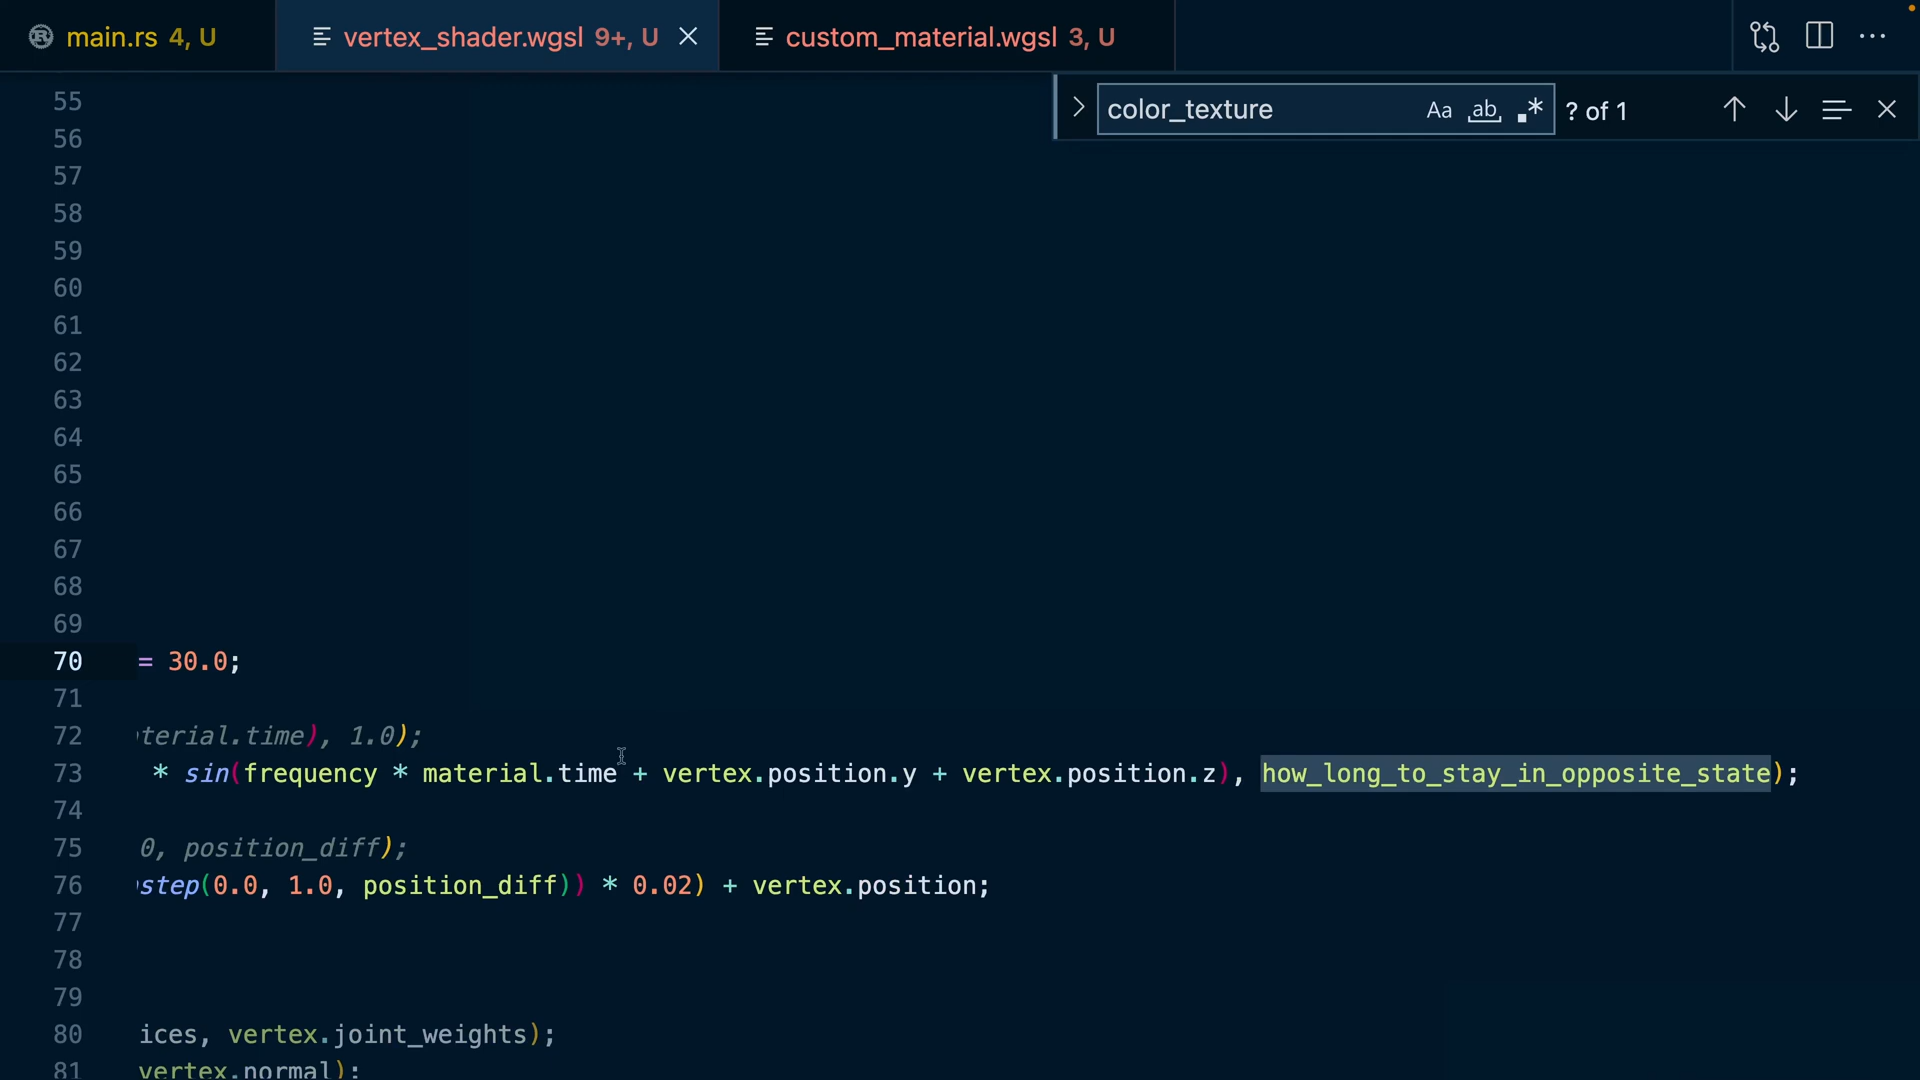 main.rs 4, U vertex_shader.wgsl 9+, U custom_material.wgsl 3, U
color_texture Aa ab .* ? of 1
55
56
57
58
59
60
61
62
63
64
65
66
67
68
69
70 = 30.0;
71
72 terial.time), 1.0);
73 * sin(frequency * material.time + vertex.position.y + vertex.position.z), how_long_to_stay_in_opposite_state);
74
75 0, position_diff);
76 step(0.0, 1.0, position_diff)) * 0.02) + vertex.position;
77
78
79
80 ices, vertex.joint_weights);
81 vertex.normal);